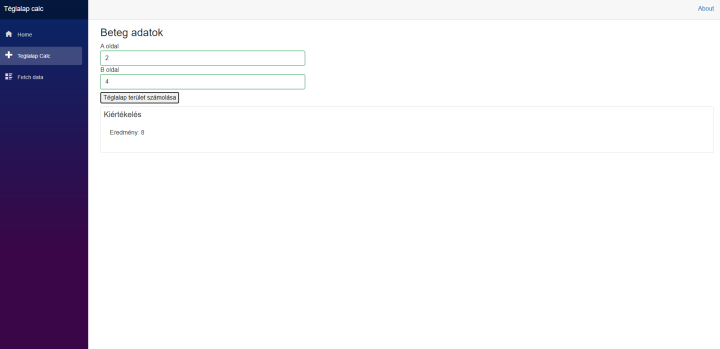 Téglalap calc
About
Home
Téglalap Calc
Fetch data
Beteg adatok
A oldal
2
B oldal
4
Téglalap terület számolása
Kiértékelés
Eredmény: 8